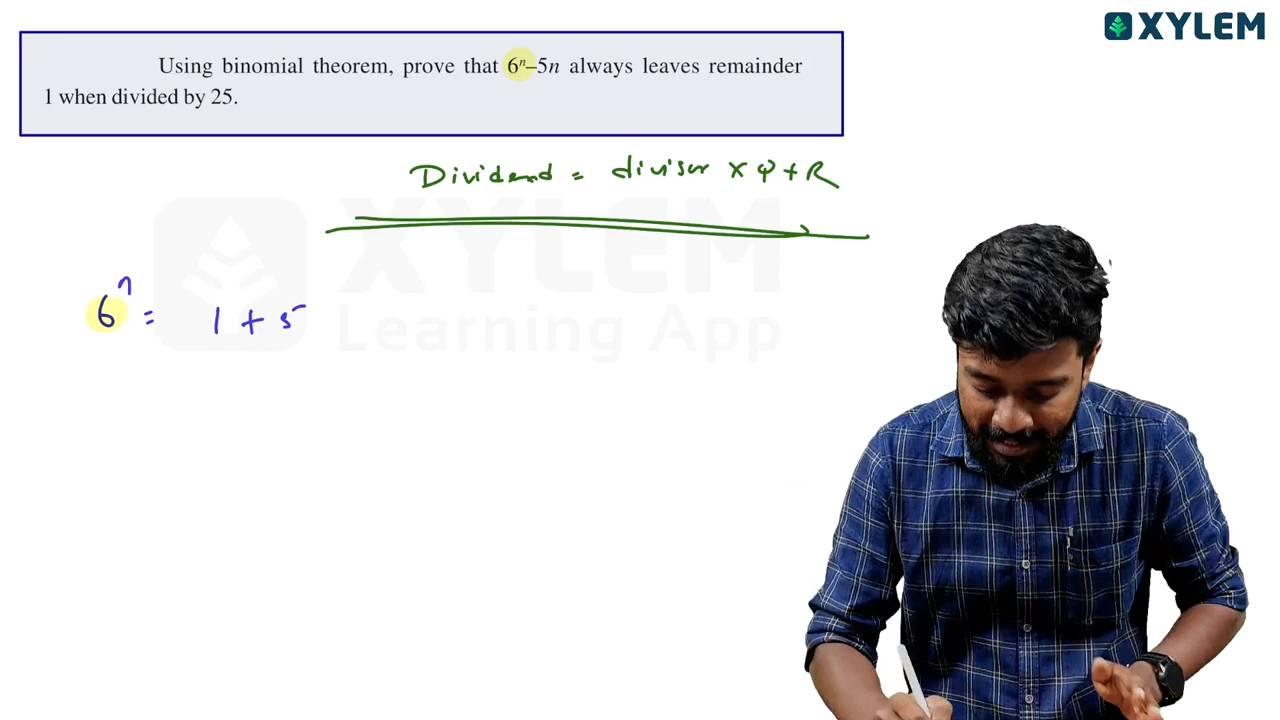 XYLEM
Using binomial theorem, prove that 6ⁿ–5n always leaves remainder
1 when divided by 25.
Dividend = divisor × Q + R
XYLEM
Learning App
6ⁿ = 1 + 5